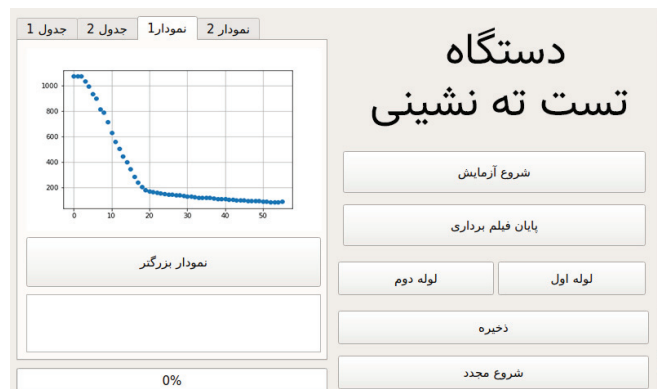 جدول 1 جدول 2 نمودار1 نمودار 2
1000
800
600
400
200
0 10 20 30 40 50
نمودار بزرگتر
0%
دستگاه
تست ته نشینی
شروع آزمایش
پایان فیلم برداری
لوله اول
لوله دوم
ذخیره
شروع مجدد